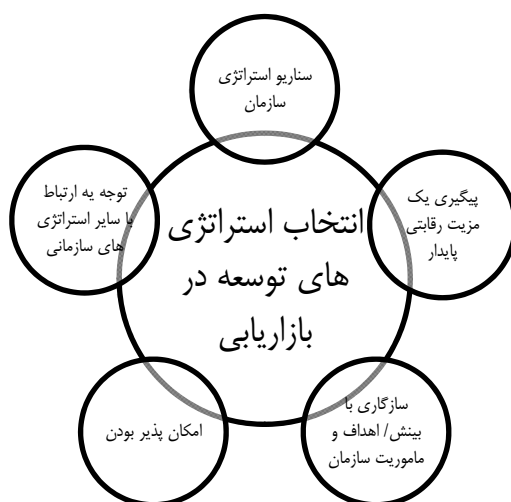 سناریو استراتژی
سازمان
پیگیری یک
مزیت رقابتی
پایدار
سازگاری با
بینش/ اهداف و
ماموریت سازمان
امکان پذیر بودن
توجه یه ارتباط
با سایر استراتژی
های سازمانی
انتخاب استراتژی
های توسعه در
بازاریابی